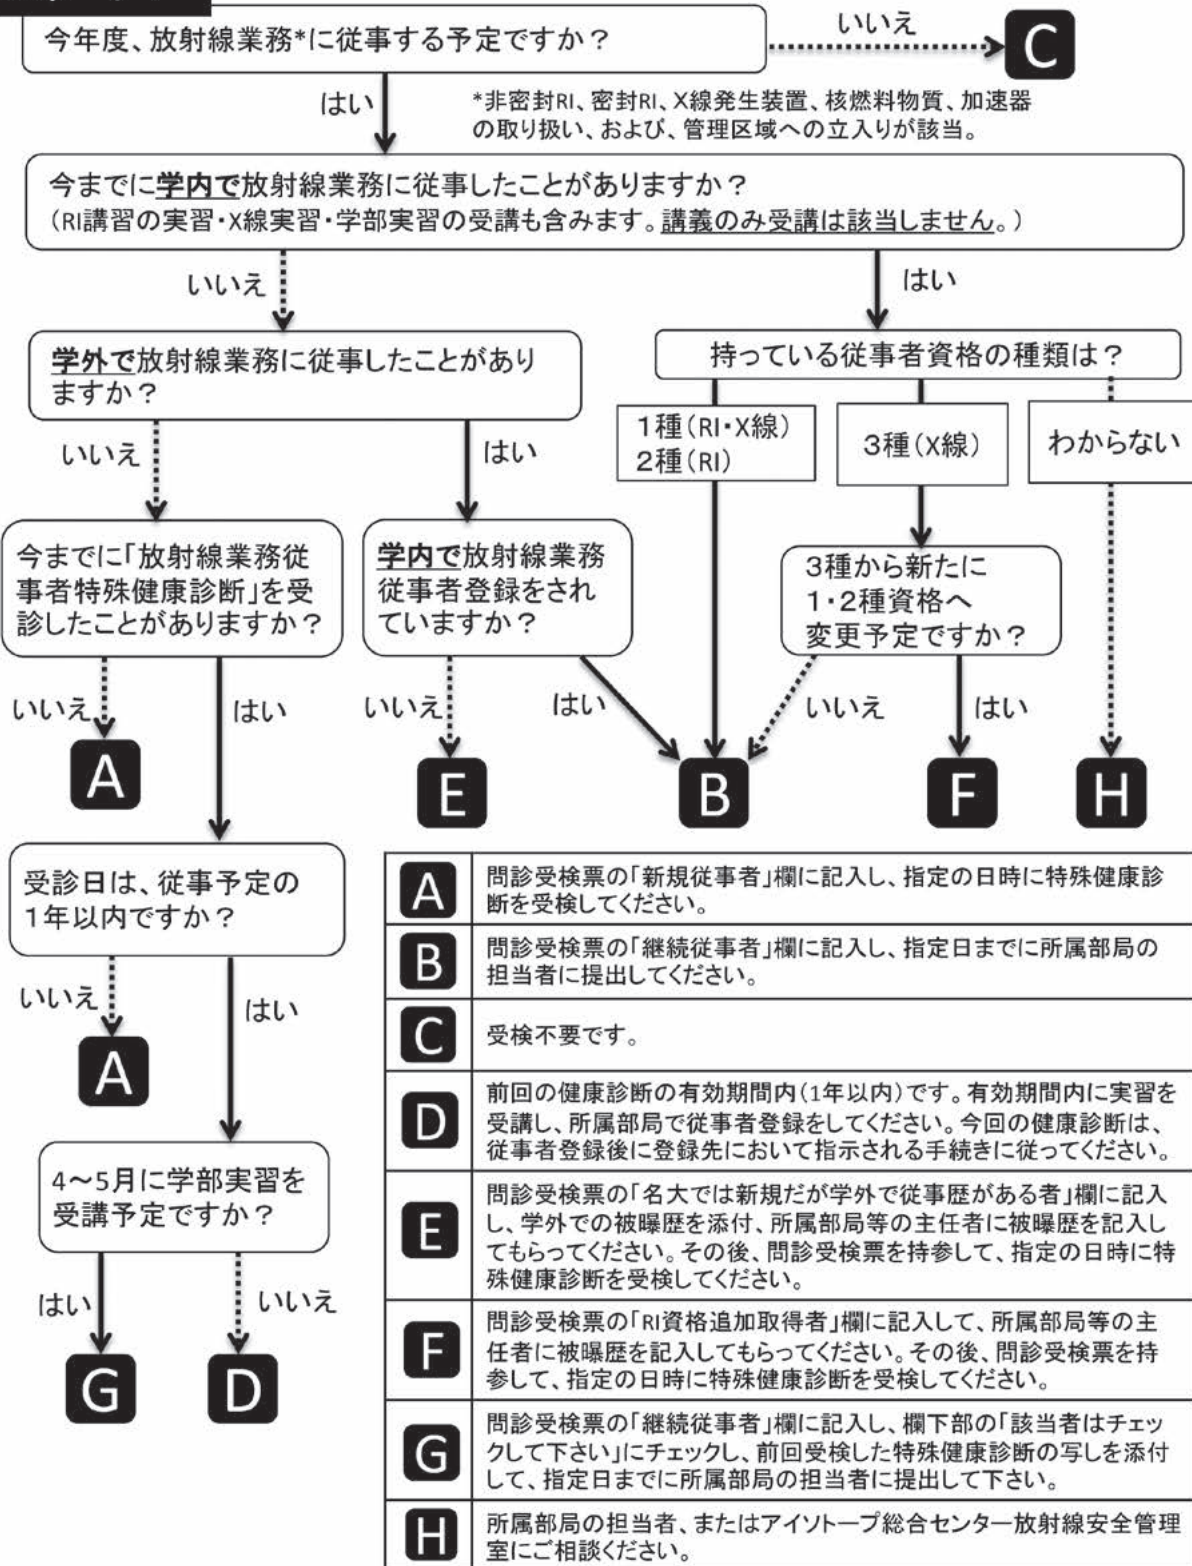 今年度、放射線業務*に従事する予定ですか？
いいえ
C
はい
*非密封RI、密封RI、X線発生装置、核燃料物質、加速器
の取り扱い、および、管理区域への立入りが該当。
今までに学内で放射線業務に従事したことがありますか？
(RI講習の実習・X線実習・学部実習の受講も含みます。講義のみ受講は該当しません。)
いいえ
はい
学外で放射線業務に従事したことがあり
ますか？
持っている従事者資格の種類は？
いいえ
はい
1種(RI・X線)
2種(RI)
3種(X線)
わからない
今までに「放射線業務従
事者特殊健康診断」を受
診したことがありますか？
学内で放射線業務
従事者登録をされ
ていますか？
3種から新たに
1・2種資格へ
変更予定ですか？
いいえ
はい
いいえ
はい
いいえ
はい
A
E
B
F
H
受診日は、従事予定の
1年以内ですか？
いいえ
はい
A
4～5月に学部実習を
受講予定ですか？
はい
いいえ
G
D
A
問診受検票の「新規従事者」欄に記入し、指定の日時に特殊健康診
断を受検してください。
B
問診受検票の「継続従事者」欄に記入し、指定日までに所属部局の
担当者に提出してください。
C
受検不要です。
D
前回の健康診断の有効期間内(1年以内)です。有効期間内に実習を
受講し、所属部局で従事者登録をしてください。今回の健康診断は、
従事者登録後に登録先において指示される手続きに従ってください。
E
問診受検票の「名大では新規だが学外で従事歴がある者」欄に記入
し、学外での被曝歴を添付、所属部局等の主任者に被曝歴を記入し
てもらってください。その後、問診受検票を持参して、指定の日時に特
殊健康診断を受検してください。
F
問診受検票の「RI資格追加取得者」欄に記入して、所属部局等の主
任者に被曝歴を記入してもらってください。その後、問診受検票を持
参して、指定の日時に特殊健康診断を受検してください。
G
問診受検票の「継続従事者」欄に記入し、欄下部の「該当者はチェッ
クして下さい」にチェックし、前回受検した特殊健康診断の写しを添付
して、指定日までに所属部局の担当者に提出して下さい。
H
所属部局の担当者、またはアイソトープ総合センター放射線安全管理
室にご相談ください。